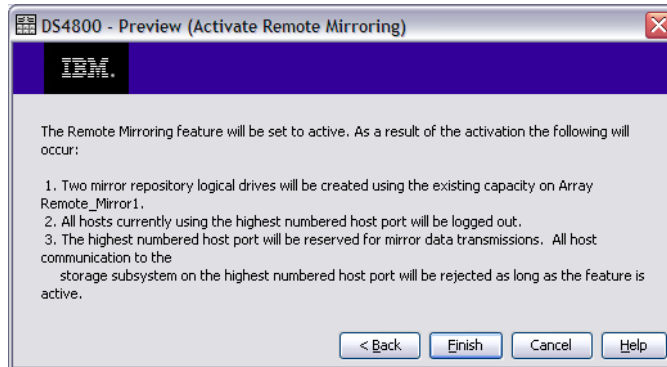 DS4800 - Preview (Activate Remote Mirroring)
IBM.
The Remote Mirroring feature will be set to active. As a result of the activation the following will
occur:
1. Two mirror repository logical drives will be created using the existing capacity on Array
Remote_Mirror1.
2. All hosts currently using the highest numbered host port will be logged out.
3. The highest numbered host port will be reserved for mirror data transmissions. All host
communication to the
storage subsystem on the highest numbered host port will be rejected as long as the feature is
active.
< Back Finish Cancel Help